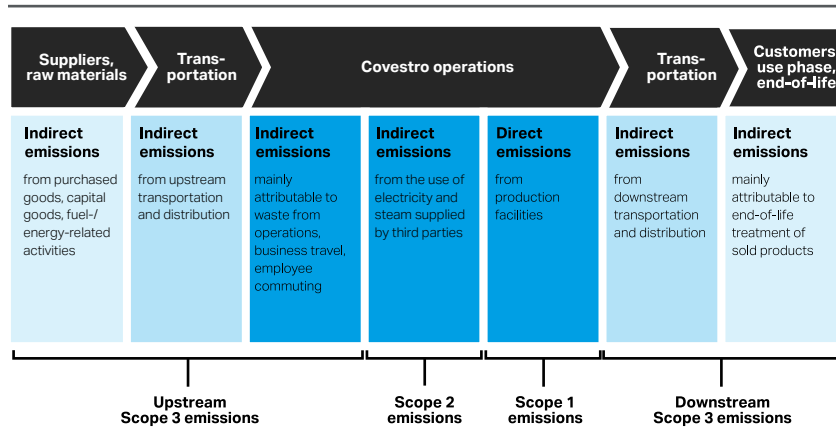 Suppliers,
raw materials
Trans-
portation
Covestro operations
Trans-
portation
Customers,
use phase,
end-of-life
Indirect
emissions
from purchased
goods, capital
goods, fuel-/
energy-related
activities
Indirect
emissions
from upstream
transportation
and distribution
Indirect
emissions
mainly
attributable to
waste from
operations,
business travel,
employee
commuting
Indirect
emissions
from the use of
electricity and
steam supplied
by third parties
Direct
emissions
from
production
facilities
Indirect
emissions
from
downstream
transportation
and distribution
Indirect
emissions
mainly
attributable to
end-of-life
treatment of
sold products
Upstream
Scope 3 emissions
Scope 2
emissions
Scope 1
emissions
Downstream
Scope 3 emissions